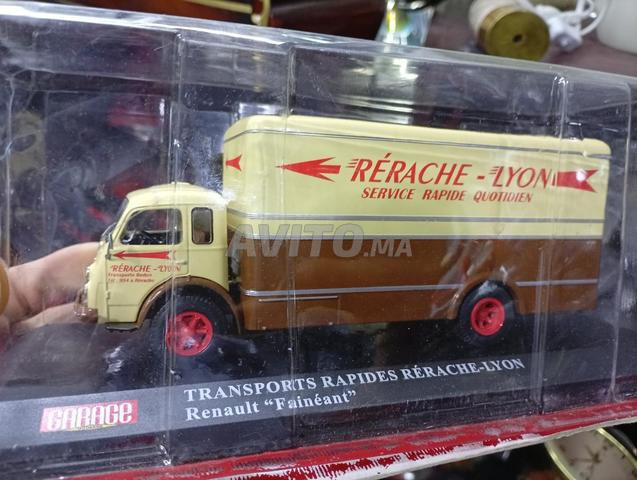 RÉRACHE - LYON
SERVICE RAPIDE QUOTIDIEN
AVITO.MA
RÉRACHE - LYON
TRANSPORTS RAPIDES RÉRACHE-LYON
Renault "Fainéant"
GARAGE